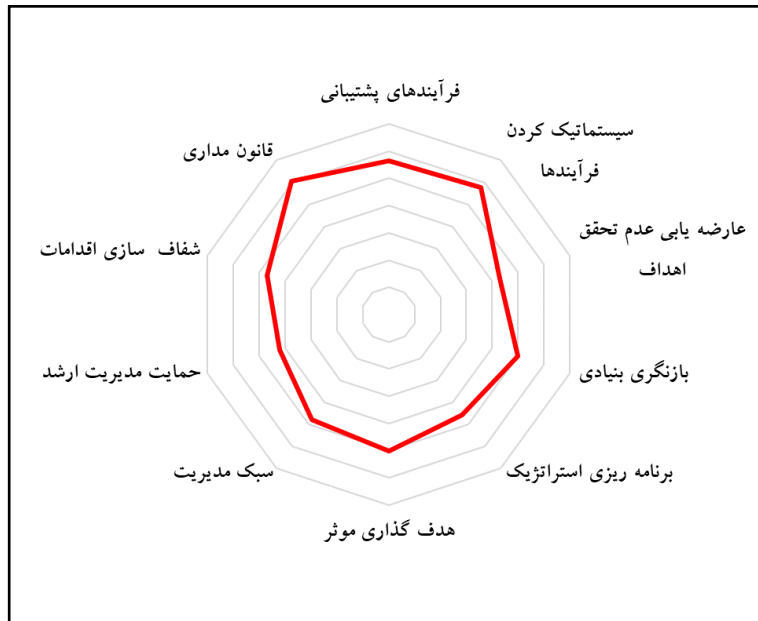 فرآیندهای پشتیبانی
سیستماتیک کردن
فرآیندها
عارضه یابی عدم تحقق
اهداف
بازنگری بنیادی
برنامه ریزی استراتژیک
هدف گذاری موثر
سبک مدیریت
حمایت مدیریت ارشد
شفاف سازی اقدامات
قانون مداری